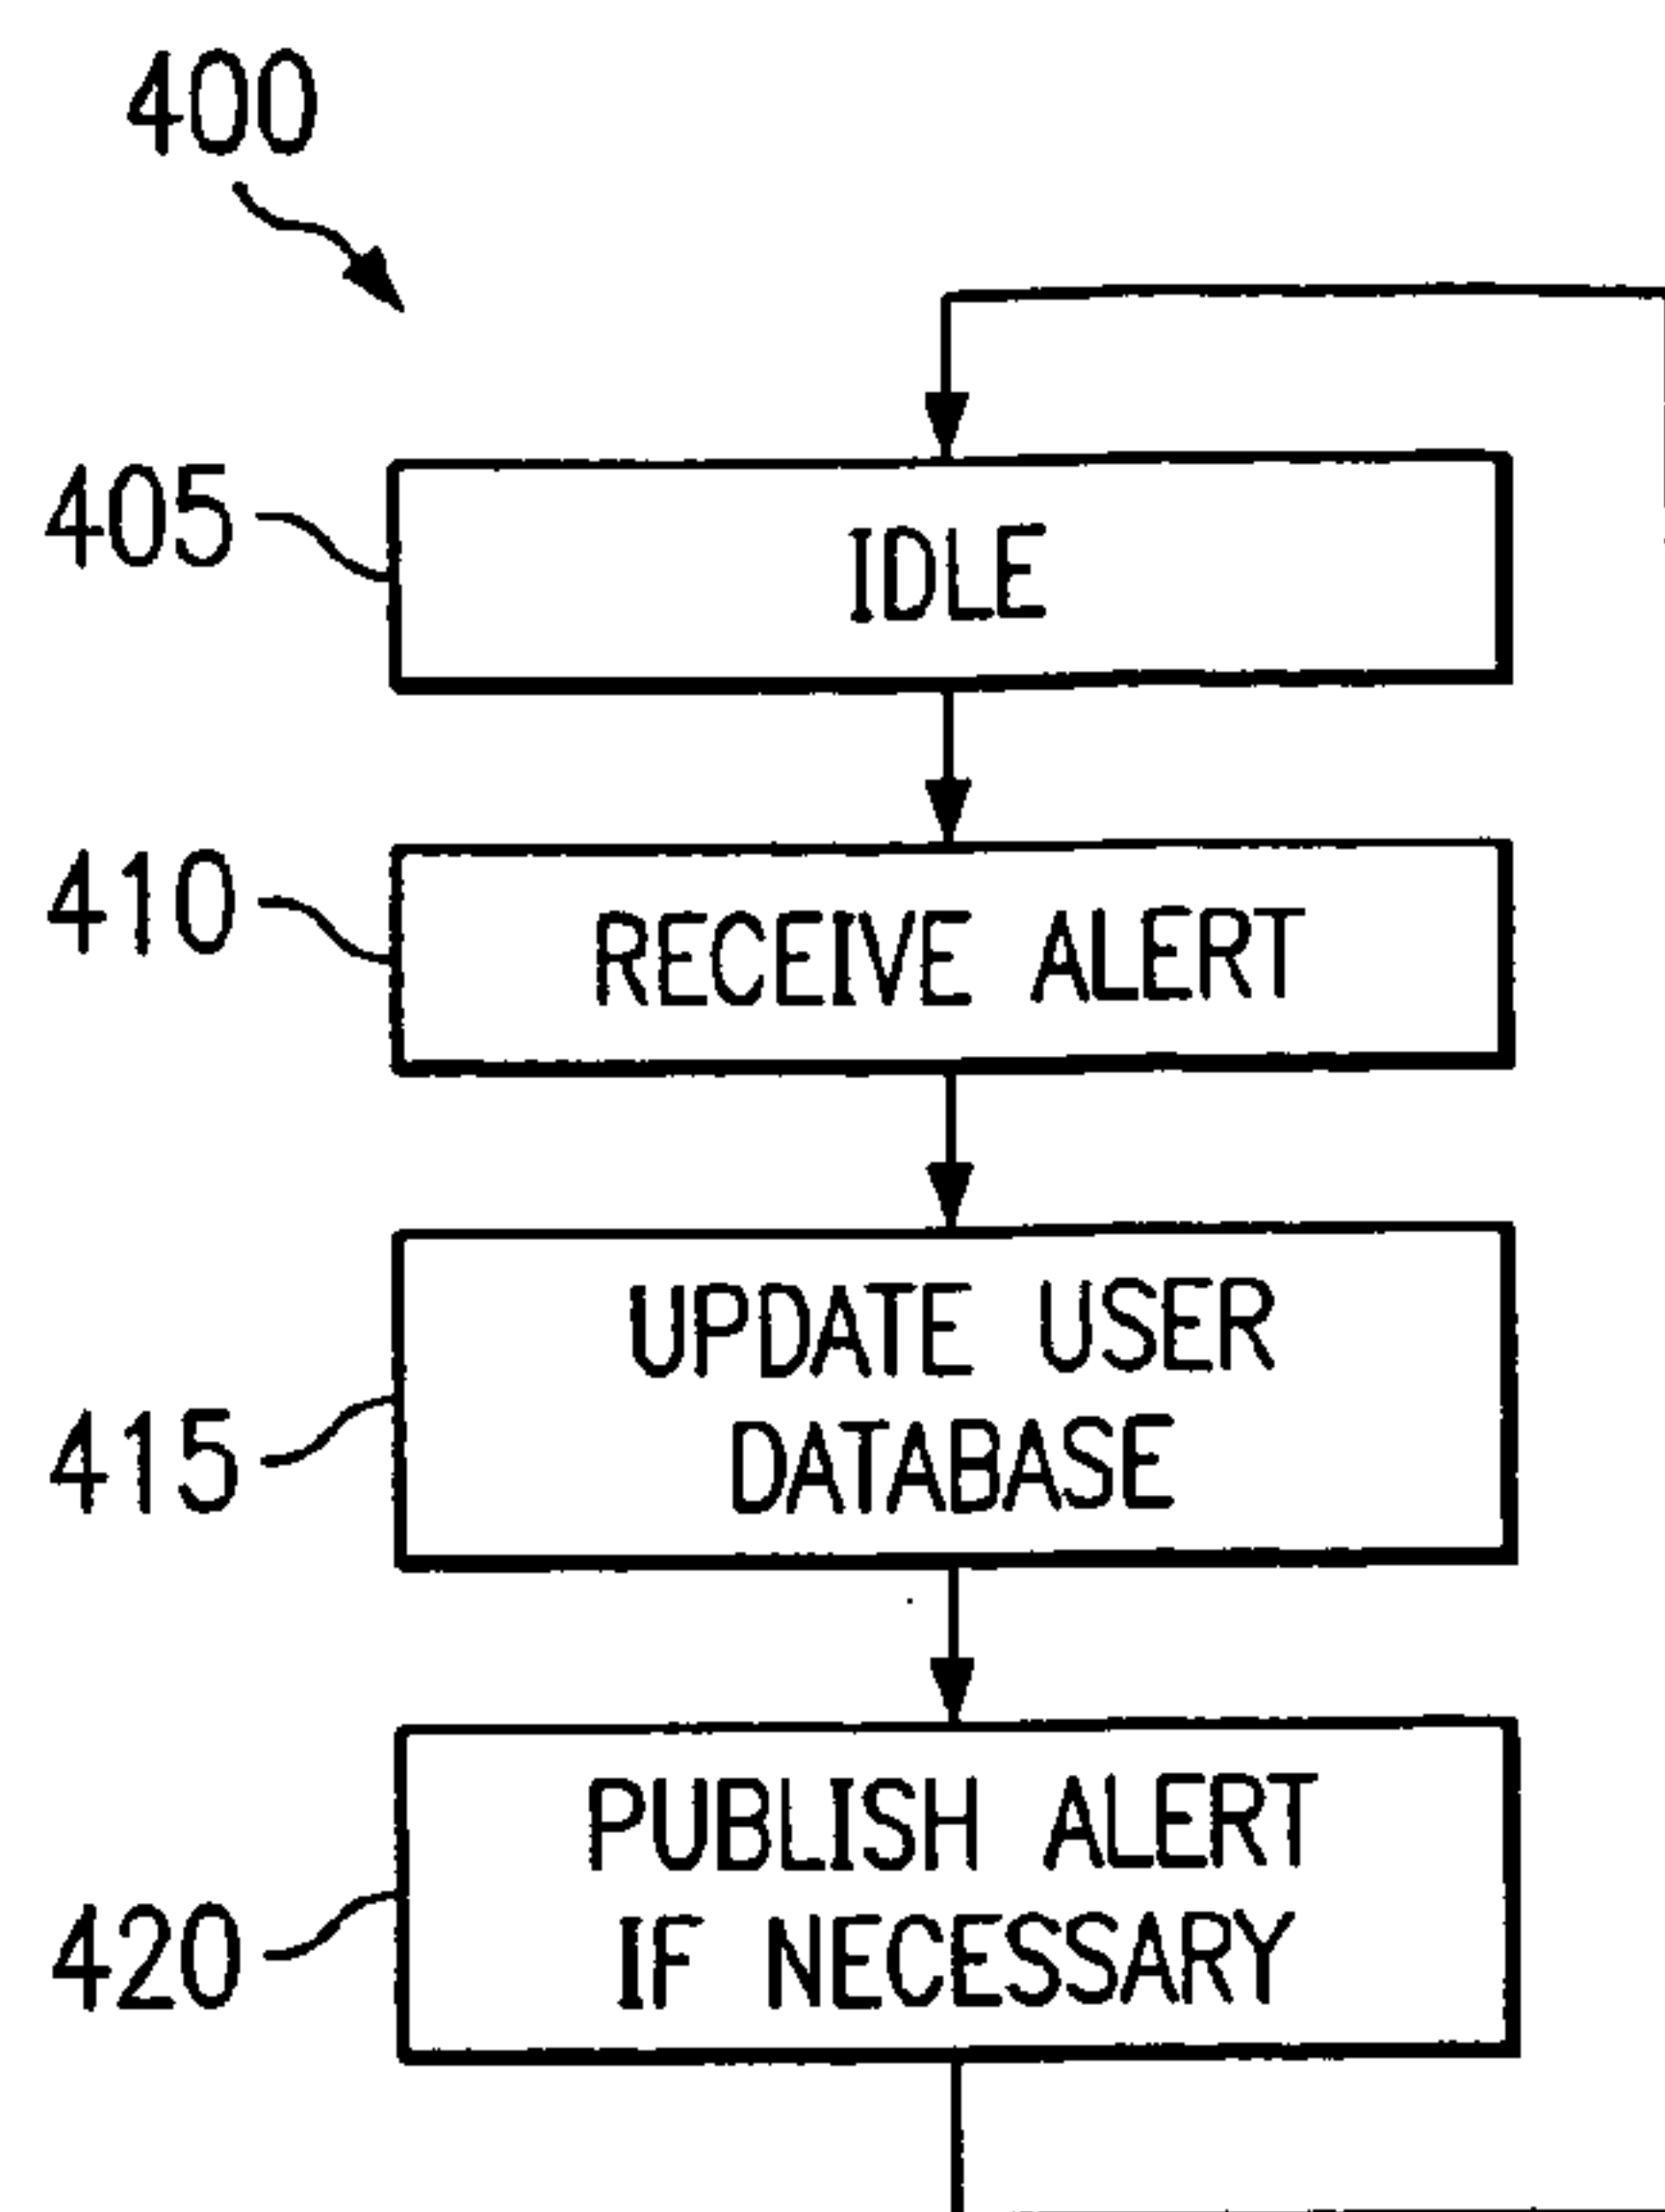 400
405
IDLE
410
RECEIVE ALERT
UPDATE USER
DATABASE
415
PUBLISH ALERT
IF NECESSARY
420